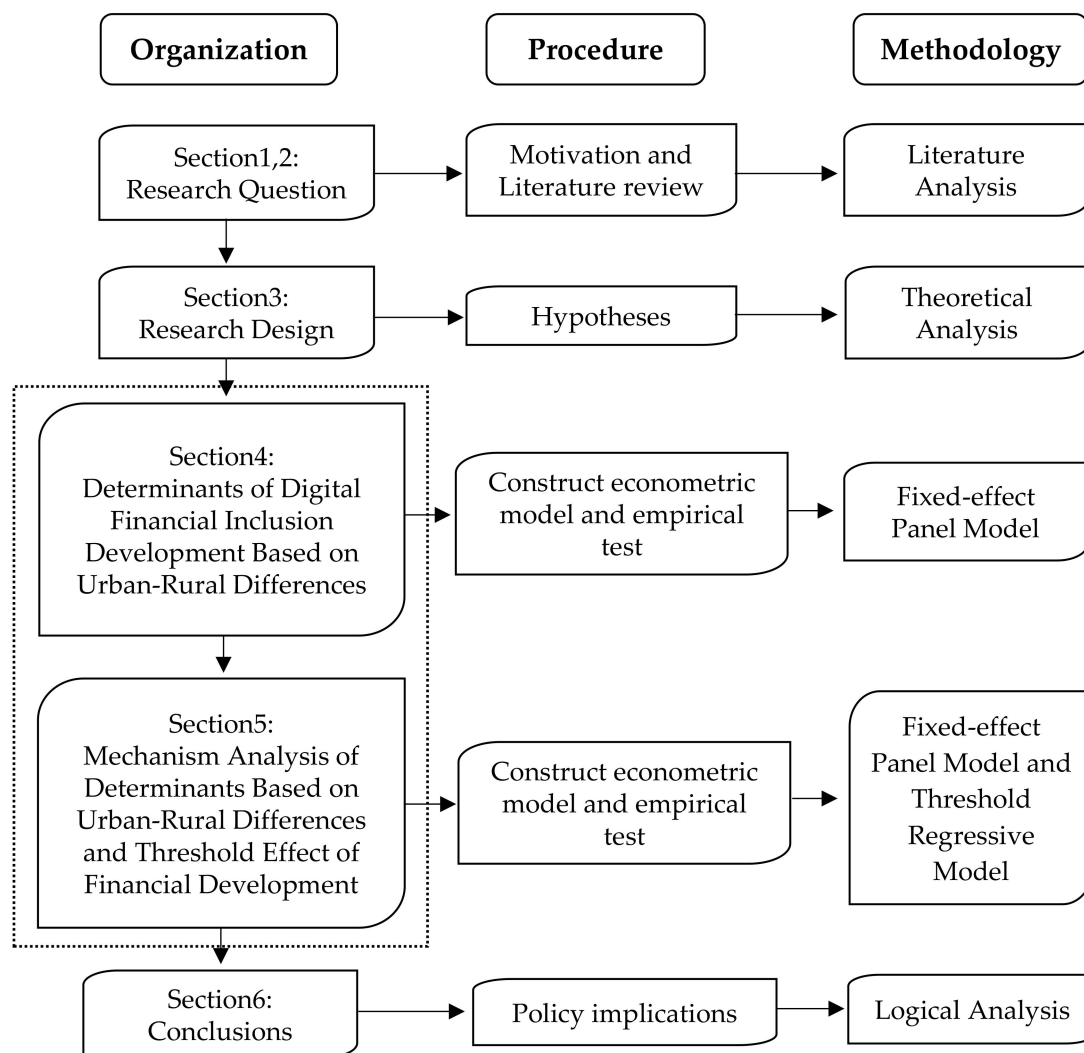 Organization
Procedure
Methodology
Section1,2:
Research Question
Motivation and
Literature review
Literature
Analysis
Section3:
Research Design
Hypotheses
Theoretical
Analysis
Section4:
Determinants of Digital
Financial Inclusion
Development Based on
Urban-Rural Differences
Construct econometric
model and empirical
test
Fixed-effect
Panel Model
Section5:
Mechanism Analysis of
Determinants Based on
Urban-Rural Differences
and Threshold Effect of
Financial Development
Construct econometric
model and empirical
test
Fixed-effect
Panel Model and
Threshold
Regressive
Model
Section6:
Conclusions
Policy implications
Logical Analysis